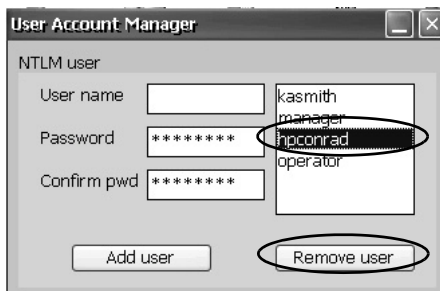 User Account Manager
NTLM user
User name
kasmith
manager
Password ********
npconrad
operator
Confirm pwd ********
Add user
Remove user